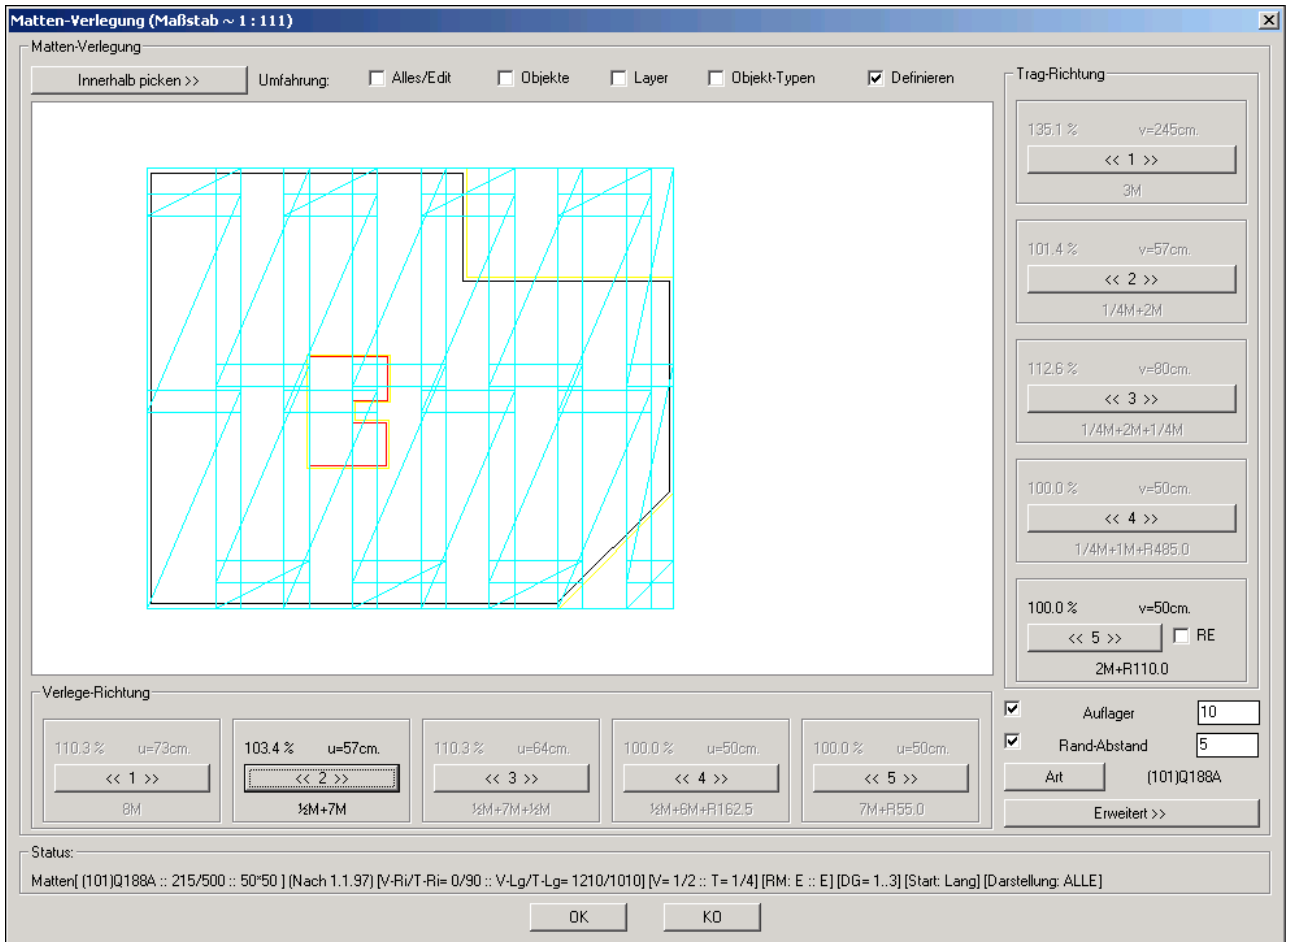 Matten-Verlegung (Maßstab ~ 1 : 111)
Matten-Verlegung
Innerhalb picken >> Umfahrung: Alles/Edit Objekte Layer Objekt-Typen Definieren
Trag-Richtung
135.1 % v=245cm.
<< 1 >>
3M
101.4 % v=57cm.
<< 2 >>
1/4M+2M
112.6 % v=80cm.
<< 3 >>
1/4M+2M+1/4M
100.0 % v=50cm.
<< 4 >>
1/4M+1M+R485.0
100.0 % v=50cm.
<< 5 >> RE
2M+R110.0
Verlege-Richtung
110.3 % u=73cm.
<< 1 >>
8M
103.4 % u=57cm.
<< 2 >>
½M+7M
110.3 % u=64cm.
<< 3 >>
½M+7M+½M
100.0 % u=50cm.
<< 4 >>
½M+6M+R162.5
100.0 % u=50cm.
<< 5 >>
7M+R55.0
Auflager 10
Rand-Abstand 5
Art (101)Q188A
Erweitert >>
Status:
Matten[ (101)Q188A :: 215/500 :: 50*50 ] (Nach 1.1.97) [V-Ri/T-Ri= 0/90 :: V-Lg/T-Lg= 1210/1010] [V= 1/2 :: T= 1/4] [RM: E :: E] [DG= 1..3] [Start: Lang] [Darstellung: ALLE]
OK KO